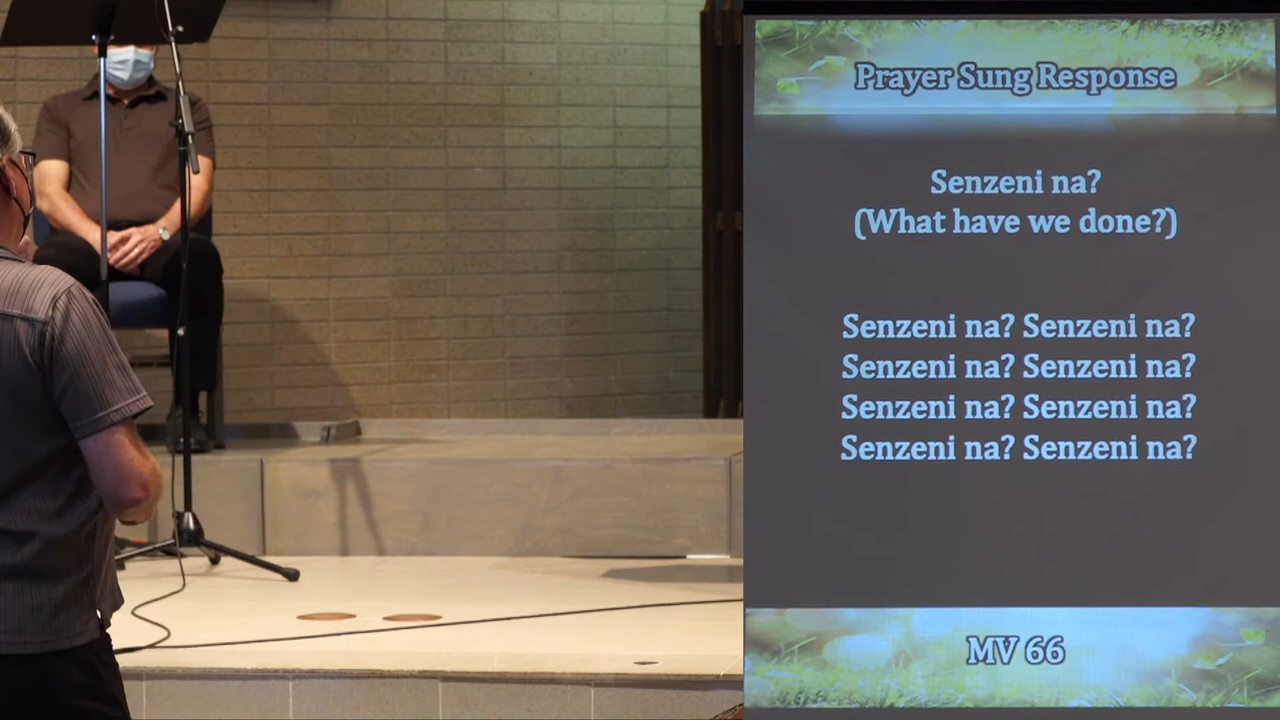 Prayer Sung Response
Senzeni na?
(What have we done?)
Senzeni na? Senzeni na?
Senzeni na? Senzeni na?
Senzeni na? Senzeni na?
Senzeni na? Senzeni na?
MV 66